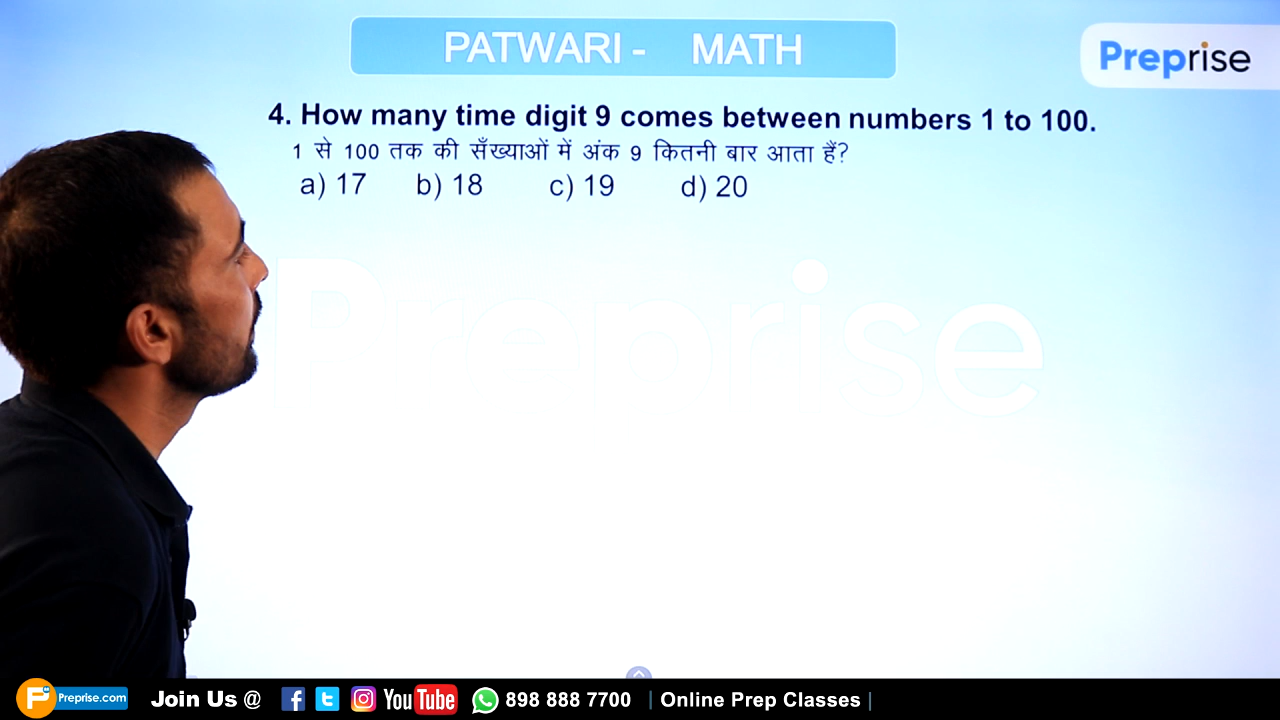 PATWARI - MATH
Preprise
4. How many time digit 9 comes between numbers 1 to 100.
1 से 100 तक की सँख्याओं में अंक 9 कितनी बार आता हैं?
a) 17 b) 18 c) 19 d) 20
Preprise
P Preprise.com Join Us @ f YouTube 898 888 7700 | Online Prep Classes |